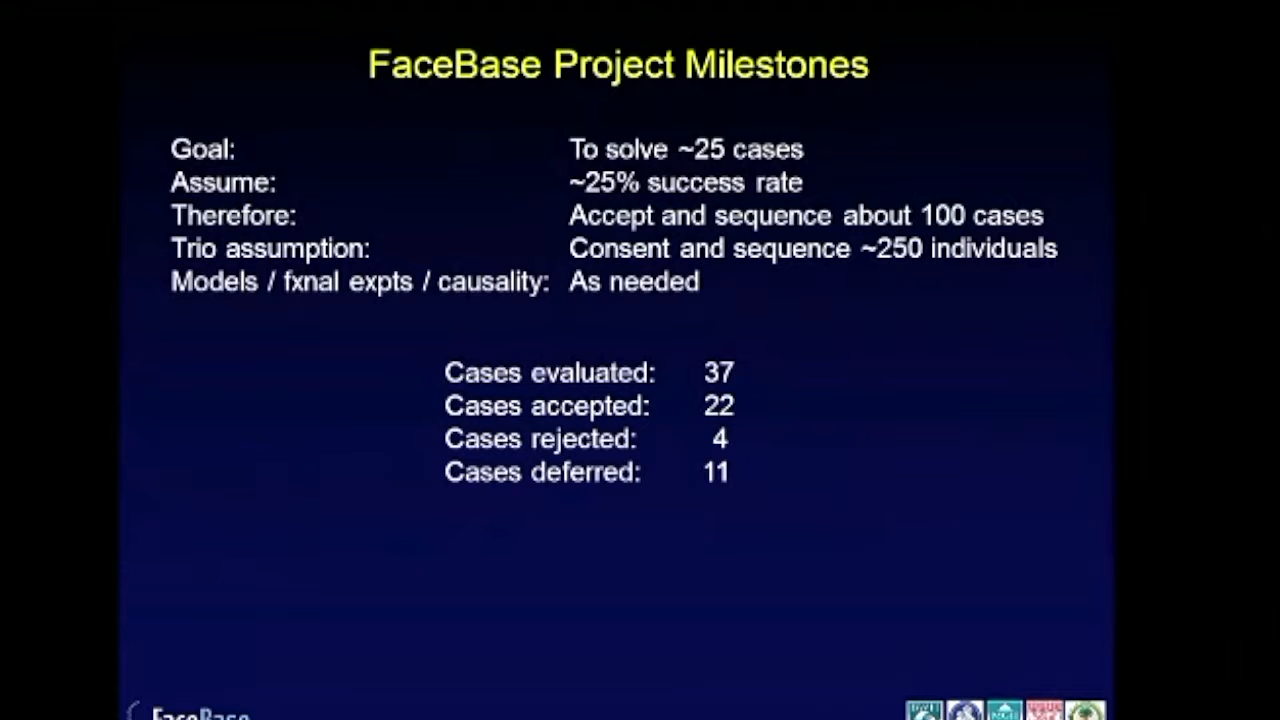 FaceBase Project Milestones
Goal: To solve ~25 cases
Assume: ~25% success rate
Therefore: Accept and sequence about 100 cases
Trio assumption: Consent and sequence ~250 individuals
Models / fxnal expts / causality: As needed
Cases evaluated: 37
Cases accepted: 22
Cases rejected: 4
Cases deferred: 11
FaceBase